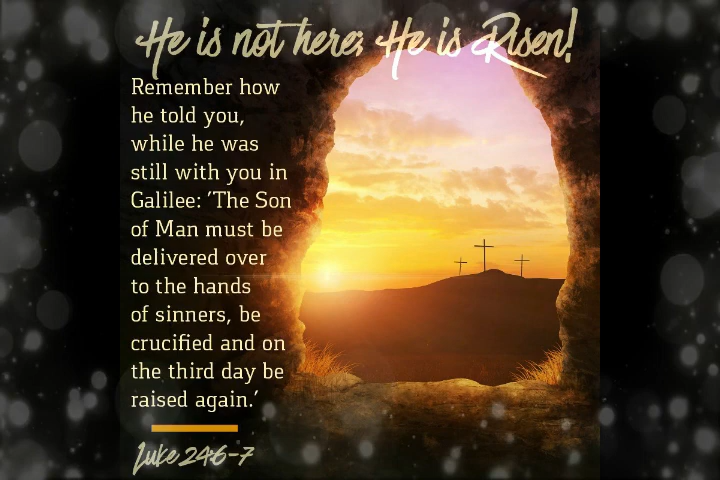 He is not here; He is Risen!
Remember how
he told you,
while he was
still with you in
Galilee: 'The Son
of Man must be
delivered over
to the hands
of sinners, be
crucified and on
the third day be
raised again.'
Luke 24:6-7